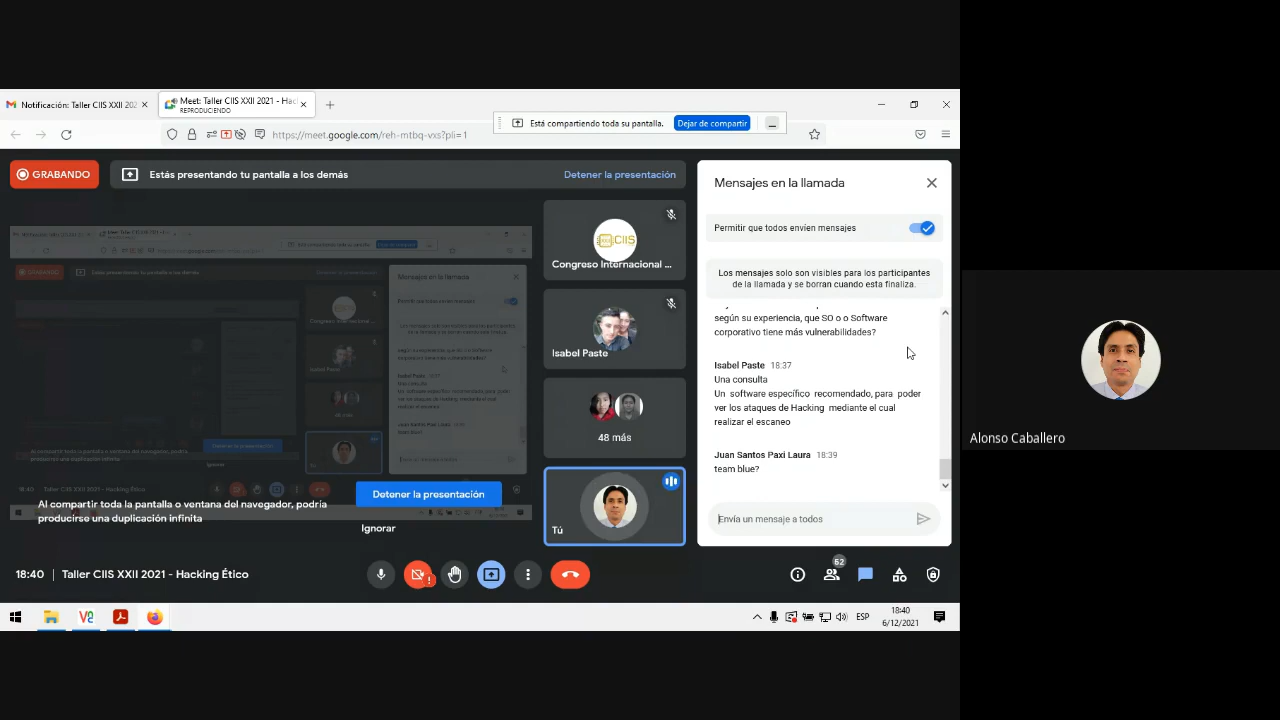 Notificación: Taller CIIS XXII 202
Meet: Taller CIIS XXII 2021 - Hac
REPRODUCIENDO
Está compartiendo toda su pantalla.
Dejar de compartir
https://meet.google.com/reh-mtbq-vxs?pli=1
GRABANDO
Estás presentando tu pantalla a los demás
Detener la presentación
Mensajes en la llamada
Permitir que todos envíen mensajes
Los mensajes solo son visibles para los participantes
de la llamada y se borran cuando esta finaliza.
según su experiencia, que SO o o Software
corporativo tiene más vulnerabilidades?
Isabel Paste 18:37
Una consulta
Un software específico recomendado, para poder
ver los ataques de Hacking mediante el cual
realizar el escaneo
Juan Santos Paxi Laura 18:39
team blue?
Envía un mensaje a todos
CIIS
Congreso Internacional ...
Isabel Paste
48 más
Tú
Al compartir toda la pantalla o ventana del navegador, podría
producirse una duplicación infinita
Detener la presentación
Ignorar
18:40 | Taller CIIS XXII 2021 - Hacking Ético
62
ESP
18:40
6/12/2021
Alonso Caballero